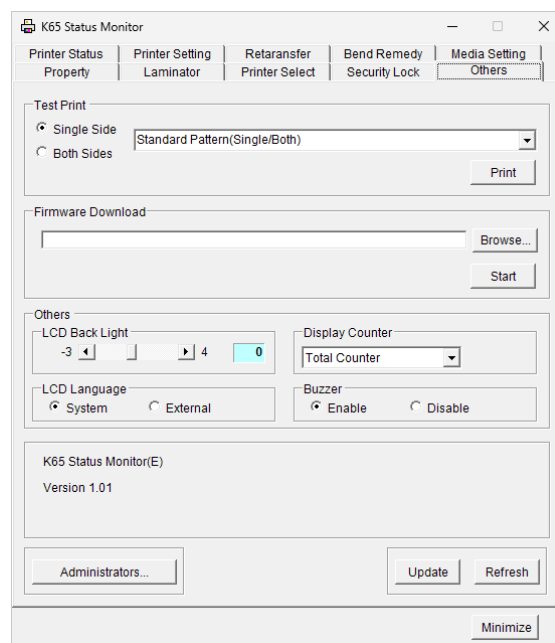 K65 Status Monitor
Printer Status Printer Setting Retaransfer Bend Remedy Media Setting
Property Laminator Printer Select Security Lock Others
Test Print
Single Side
Standard Pattern(Single/Both)
Both Sides
Print
Firmware Download
Browse...
Start
Others
LCD Back Light Display Counter
-3 4 0 Total Counter
LCD Language Buzzer
System External Enable Disable
K65 Status Monitor(E)
Version 1.01
Administrators... Update Refresh
Minimize